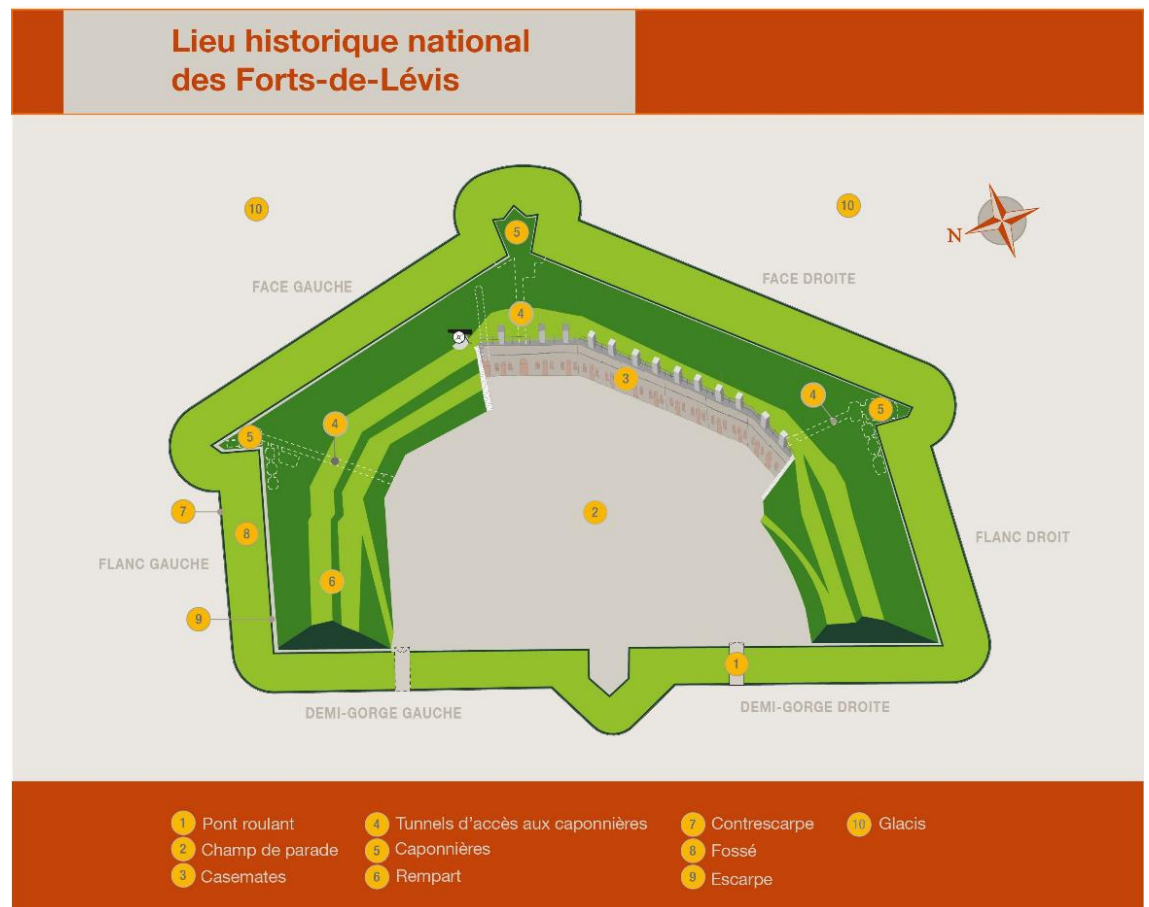 Lieu historique national
des Forts-de-Lévis
10
10
5
N
FACE GAUCHE
FACE DROITE
4
3
4
5
4
5
2
7
8
FLANC DROIT
FLANC GAUCHE
6
9
1
DEMI-GORGE GAUCHE
DEMI-GORGE DROITE
1 Pont roulant
2 Champ de parade
3 Casemates
4 Tunnels d'accès aux caponnières
5 Caponnières
6 Rempart
7 Contrescarpe
8 Fossé
9 Escarpe
10 Glacis